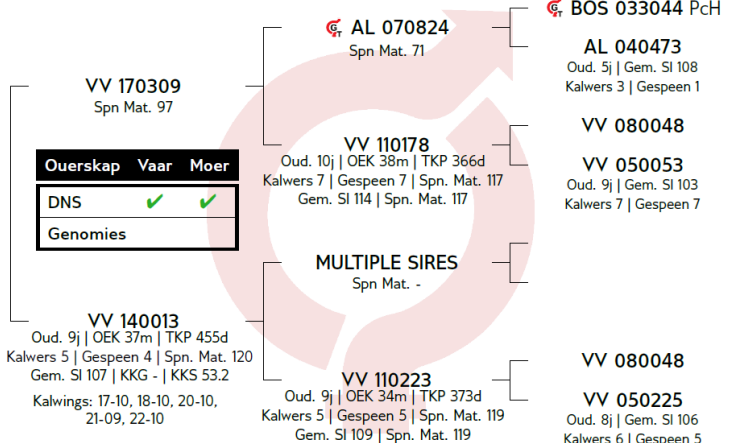 BOS 033044 PcH
AL 070824
Spn Mat. 71
AL 040473
Oud. 5j | Gem. SI 108
Kalwers 3 | Gespeen 1
VV 170309
Spn Mat. 97
VV 110178
Oud. 10j | OEK 38m | TKP 366d
Kalwers 7 | Gespeen 7 | Spn. Mat. 117
Gem. SI 114 | Spn. Mat. 117
VV 080048
VV 050053
Oud. 9j | Gem. SI 103
Kalwers 7 | Gespeen 7
Ouerskap Vaar Moer
DNS ✔ ✔
Genomies
MULTIPLE SIRES
Spn Mat. -
VV 140013
Oud. 9j | OEK 37m | TKP 455d
Kalwers 5 | Gespeen 4 | Spn. Mat. 120
Gem. SI 107 | KKG - | KKS 53.2
Kalwings: 17-10, 18-10, 20-10,
21-09, 22-10
VV 110223
Oud. 9j | OEK 34m | TKP 373d
Kalwers 5 | Gespeen 5 | Spn. Mat. 119
Gem. SI 109 | Spn. Mat. 119
VV 080048
VV 050225
Oud. 8j | Gem. SI 106
Kalwers 6 | Gespeen 5